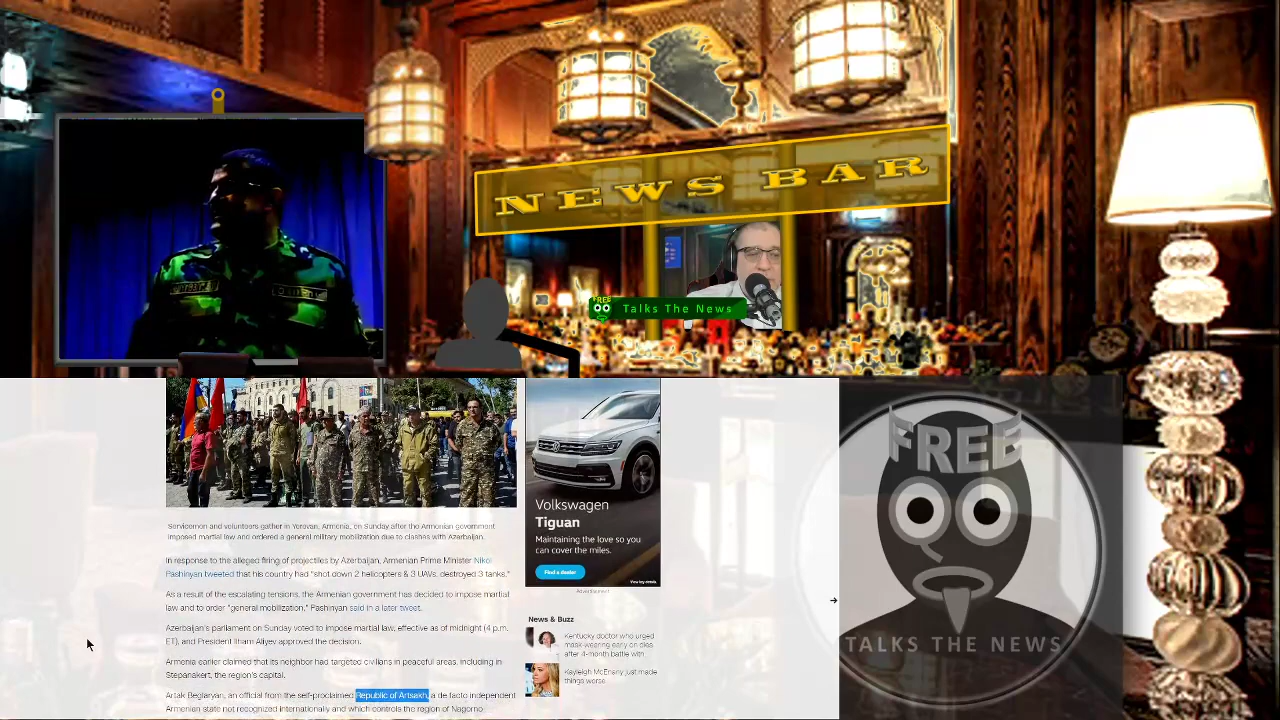 NEWS BAR
FREE
Talks The News
Servicemen and volunteers gather in Yerevan, Armenia, on Sunday after the Armenian government
imposed martial law and ordered a general military mobilization due to clashes with Azerbaijan.
In response to the alleged firing of projectiles by Azerbaijan, Armenian Prime Minister Nikol
Pashinyan tweeted that his country had "shot down 2 helicopters & 3 UAVs, destroyed 3 tanks."
As a result of the escalating tensions, the Armenian government has decided to impose martial
law and to order "general mobilization," Pashinyan said in a later tweet.
Azerbaijan's parliament on Sunday voted to impose martial law, effective as of midnight (4 p.m.
ET), and President Ilham Aliyev approved the decision.
Armenia earlier claimed that its neighbor had targeted civilians in peaceful areas, including in
Stepanakert, the region's capital.
Artak Beglaryan, an official from the self-proclaimed Republic of Artsakh, a de facto independent
Armenian state not recognized internationally and which controls the region of Nagorno-
Volkswagen
Tiguan
Maintaining the love so you
can cover the miles.
Find a dealer
View key details
Advertisement
News & Buzz
Kentucky doctor who urged
mask-wearing early on dies
after 4-month battle with
Kayleigh McEnany just made
things worse
FREE
TALKS THE NEWS